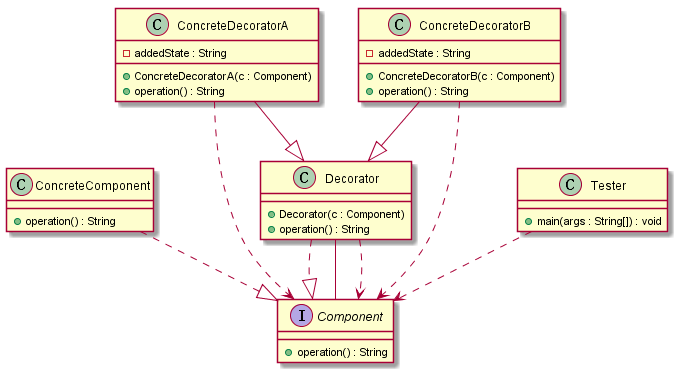 C ConcreteDecoratorA
addedState : String
ConcreteDecoratorA(c : Component)
operation() : String
C ConcreteDecoratorB
addedState : String
ConcreteDecoratorB(c : Component)
operation() : String
C ConcreteComponent
operation() : String
C Decorator
Decorator(c : Component)
operation() : String
C Tester
main(args : String[]) : void
I Component
operation() : String